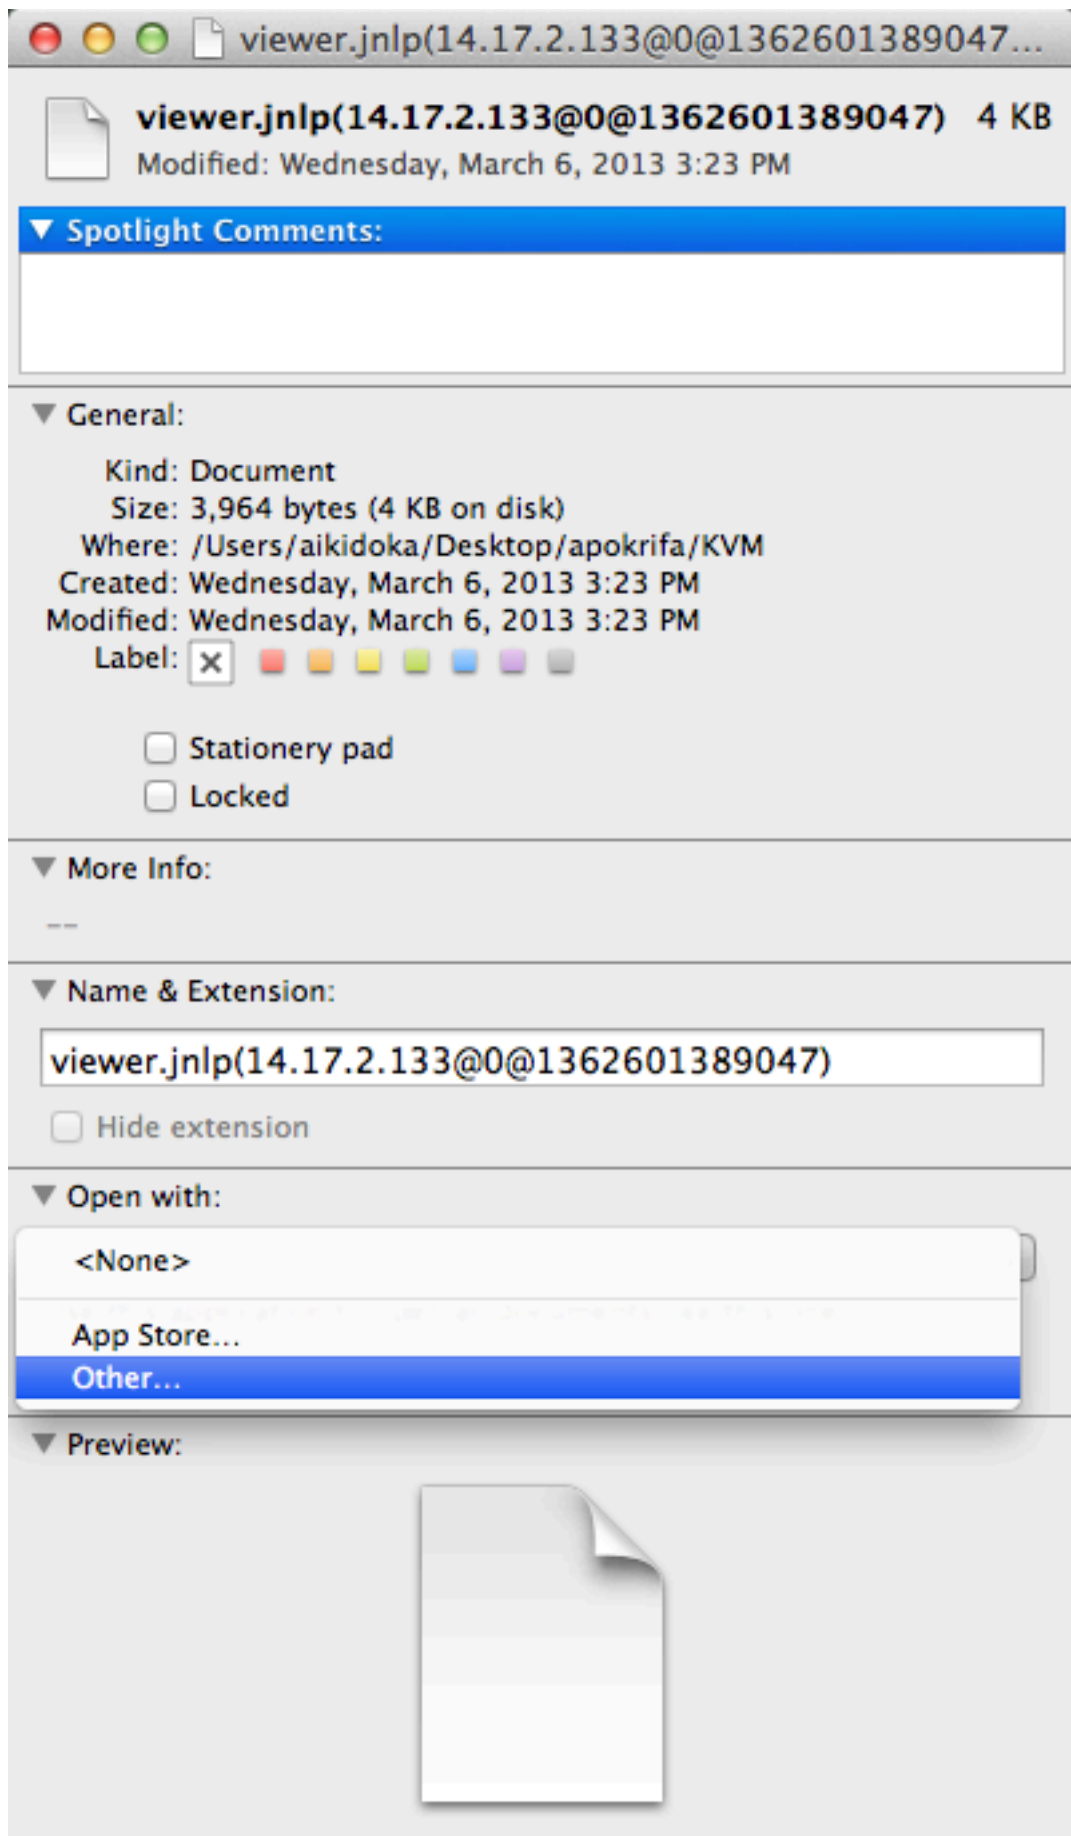 viewer.jnlp(14.17.2.133@0@1362601389047...
viewer.jnlp(14.17.2.133@0@1362601389047) 4 KB
Modified: Wednesday, March 6, 2013 3:23 PM
Spotlight Comments:
General:
Kind: Document
Size: 3,964 bytes (4 KB on disk)
Where: /Users/aikidoka/Desktop/apokrifa/KVM
Created: Wednesday, March 6, 2013 3:23 PM
Modified: Wednesday, March 6, 2013 3:23 PM
Label:
Stationery pad
Locked
More Info:
--
Name & Extension:
viewer.jnlp(14.17.2.133@0@1362601389047)
Hide extension
Open with:
<None>
App Store...
Other...
Preview: